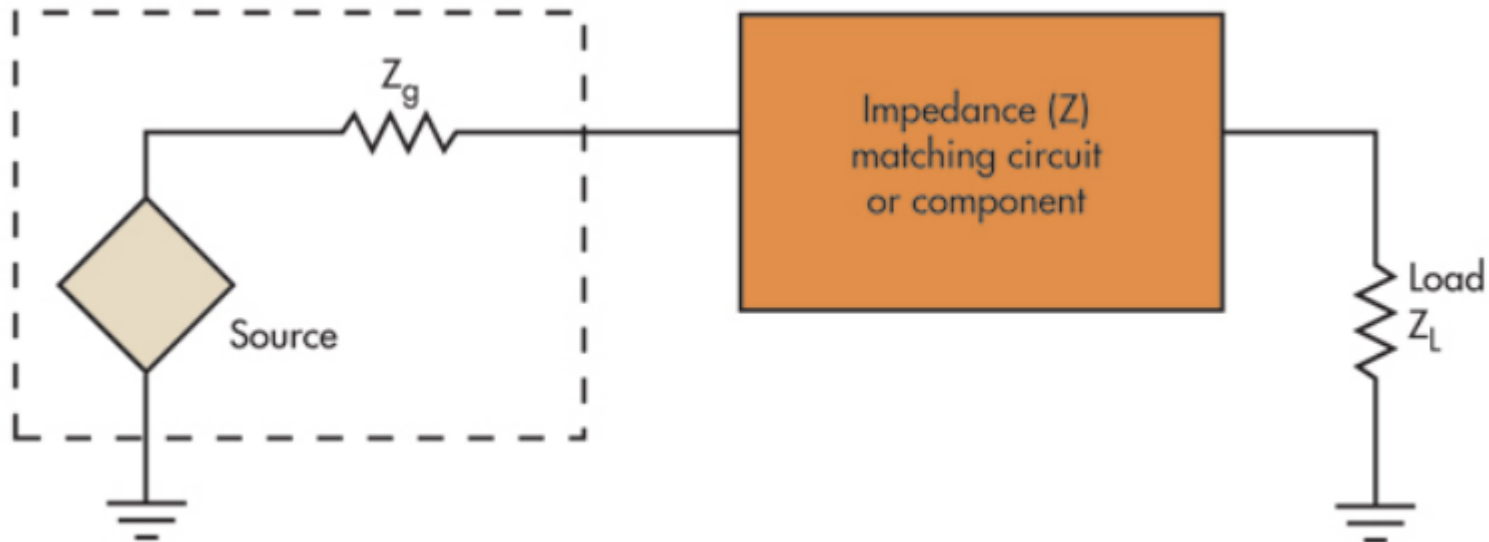 Z_g
Impedance (Z)
matching circuit
or component
Source
Load
Z_L